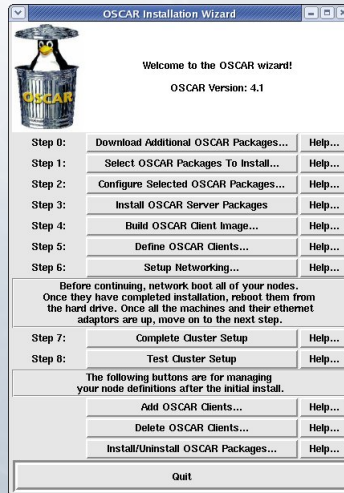 OSCAR Installation Wizard
OSCAR
Welcome to the OSCAR wizard!
OSCAR Version: 4.1
Step 0: Download Additional OSCAR Packages... Help...
Step 1: Select OSCAR Packages To Install... Help...
Step 2: Configure Selected OSCAR Packages... Help...
Step 3: Install OSCAR Server Packages Help...
Step 4: Build OSCAR Client Image... Help...
Step 5: Define OSCAR Clients... Help...
Step 6: Setup Networking... Help...
Before continuing, network boot all of your nodes.
Once they have completed installation, reboot them from
the hard drive. Once all the machines and their ethernet
adaptors are up, move on to the next step.
Step 7: Complete Cluster Setup Help...
Step 8: Test Cluster Setup Help...
The following buttons are for managing
your node definitions after the initial install.
Add OSCAR Clients... Help...
Delete OSCAR Clients... Help...
Install/Uninstall OSCAR Packages... Help...
Quit